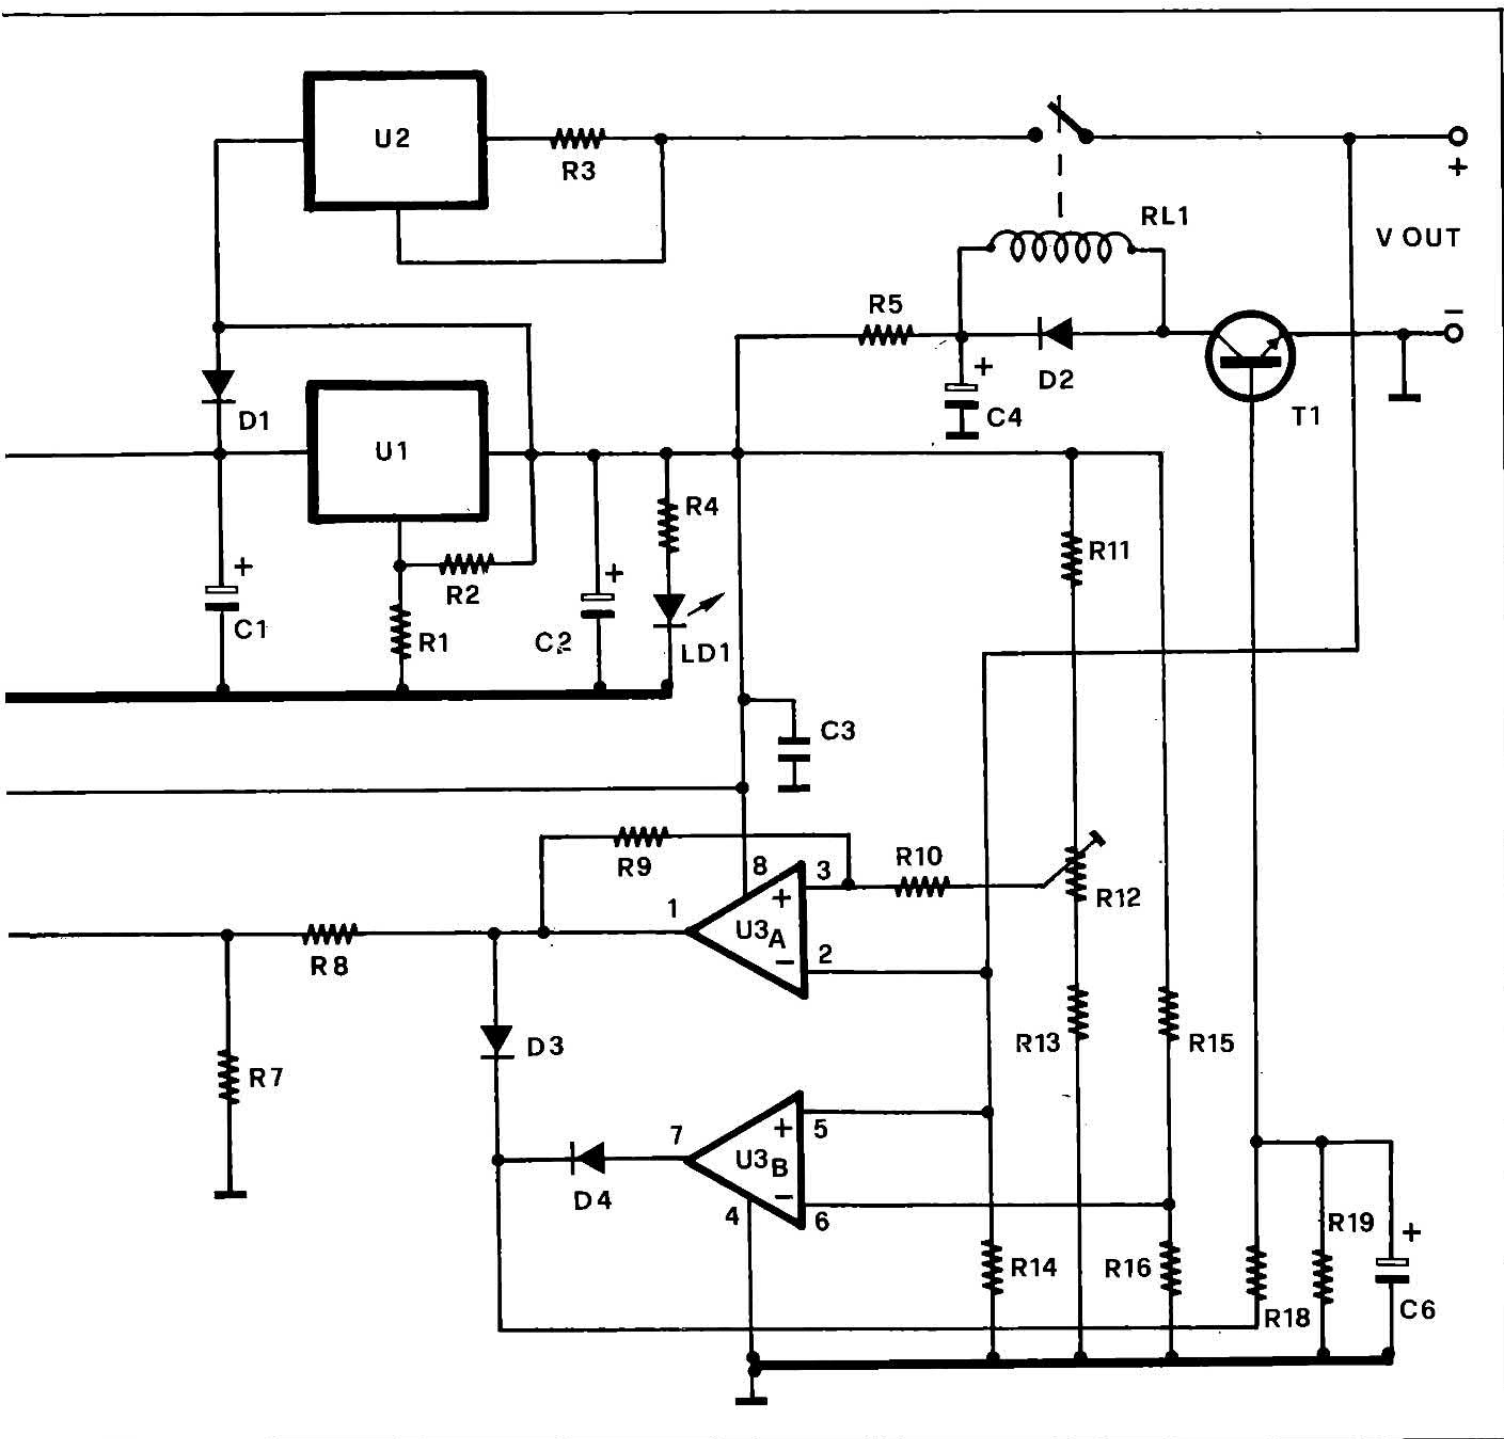 U2
R3
+
RL1
V OUT
R5
−
+
D2
C4
T1
D1
U1
R4
R11
+
R2
+
C1
R1
C2
LD1
C3
R9
8
3
R10
+
R12
1
U3A
−
2
R8
R13
R15
D3
R7
7
+
5
U3B
D4
−
4
6
R19
+
R14
R16
R18
C6